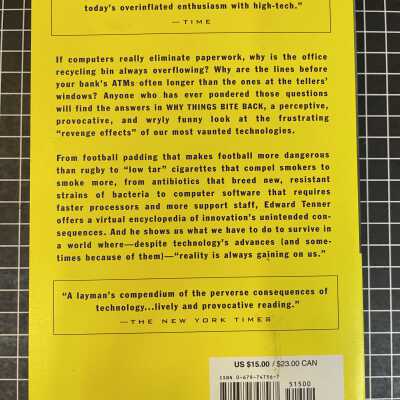 today's overinflated enthusiasm with high-tech."
—TIME
If computers really eliminate paperwork, why is the office
recycling bin always overflowing? Why are the lines before
your bank's ATMs often longer than the ones at the tellers'
windows? Anyone who has ever pondered those questions
will find the answers in WHY THINGS BITE BACK, a perceptive,
provocative, and wryly funny look at the frustrating
"revenge effects" of our most vaunted technologies.
From football padding that makes football more dangerous
than rugby to "low tar" cigarettes that compel smokers to
smoke more, from antibiotics that breed new, resistant
strains of bacteria to computer software that requires
faster processors and more support staff, Edward Tenner
offers a virtual encyclopedia of innovation's unintended con-
sequences. And he shows us what we have to do to survive in
a world where—despite technology's advances (and some-
times because of them)—"reality is always gaining on us."
"A layman's compendium of the perverse consequences of
technology...lively and provocative reading."
—THE NEW YORK TIMES
US $15.00 / $23.00 CAN
ISBN 0-679-74756-7
51500